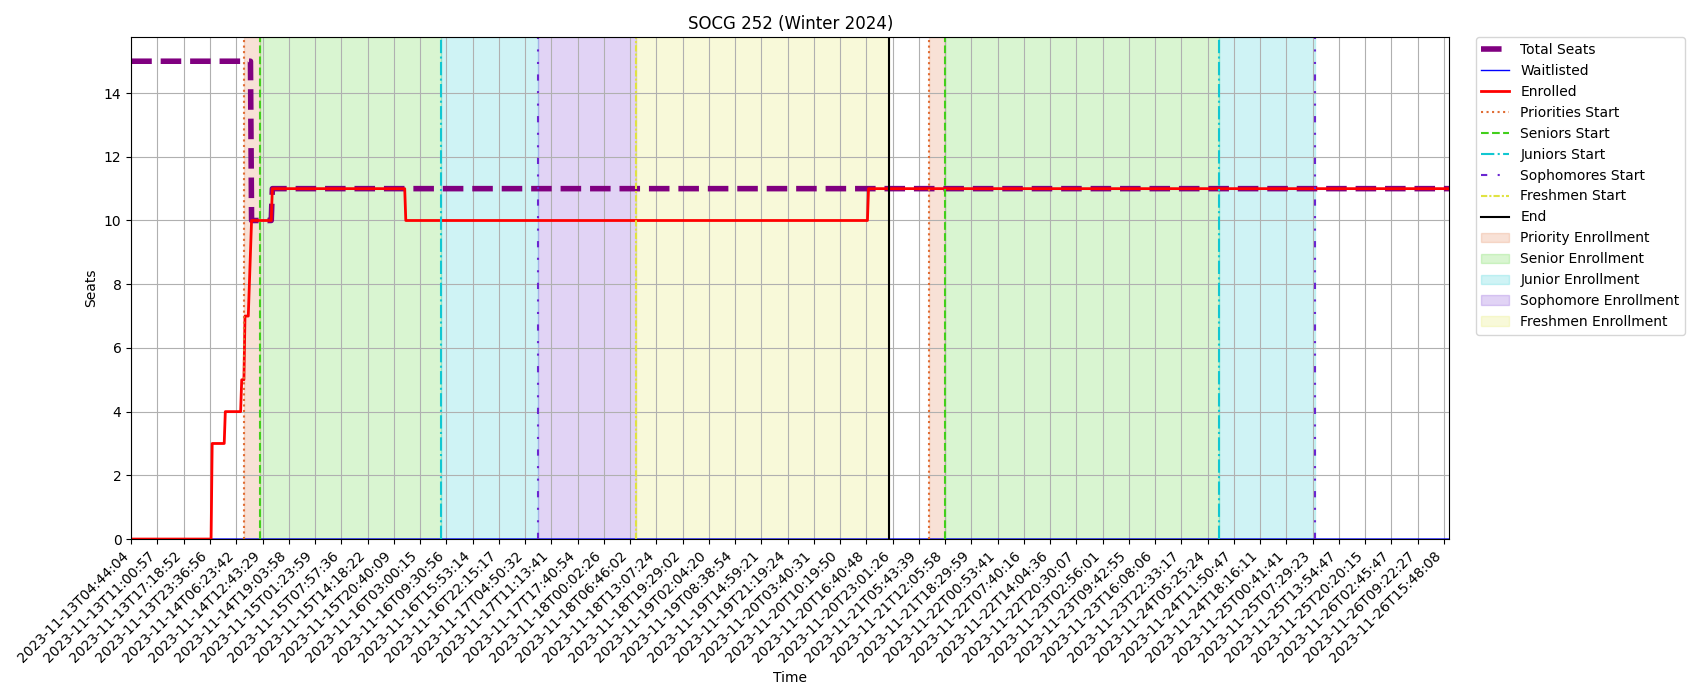 SOCG 252 (Winter 2024)
Seats
14
12
10
8
6
4
2
0
2023-11-13T04:44:04
2023-11-13T11:00:57
2023-11-13T17:18:52
2023-11-13T23:36:56
2023-11-14T06:23:42
2023-11-14T12:43:29
2023-11-14T19:03:58
2023-11-15T01:23:59
2023-11-15T07:57:36
2023-11-15T14:18:22
2023-11-15T20:40:09
2023-11-16T03:00:15
2023-11-16T09:30:56
2023-11-16T15:53:14
2023-11-16T22:15:17
2023-11-17T04:50:32
2023-11-17T11:13:41
2023-11-17T17:40:54
2023-11-18T00:02:26
2023-11-18T06:46:02
2023-11-18T13:07:24
2023-11-18T19:29:02
2023-11-19T02:04:20
2023-11-19T08:38:54
2023-11-19T14:59:21
2023-11-19T21:19:24
2023-11-20T03:40:31
2023-11-20T10:19:50
2023-11-20T16:40:48
2023-11-20T23:01:26
2023-11-21T05:43:39
2023-11-21T12:05:58
2023-11-21T18:29:59
2023-11-22T00:53:41
2023-11-22T07:40:16
2023-11-22T14:04:36
2023-11-22T20:30:07
2023-11-23T02:56:01
2023-11-23T09:42:55
2023-11-23T16:08:06
2023-11-23T22:33:17
2023-11-24T05:25:24
2023-11-24T11:50:47
2023-11-24T18:16:11
2023-11-25T00:41:41
2023-11-25T07:29:23
2023-11-25T13:54:47
2023-11-25T20:20:15
2023-11-26T02:45:47
2023-11-26T09:22:27
2023-11-26T15:48:08
Time
Total Seats
Waitlisted
Enrolled
Priorities Start
Seniors Start
Juniors Start
Sophomores Start
Freshmen Start
End
Priority Enrollment
Senior Enrollment
Junior Enrollment
Sophomore Enrollment
Freshmen Enrollment